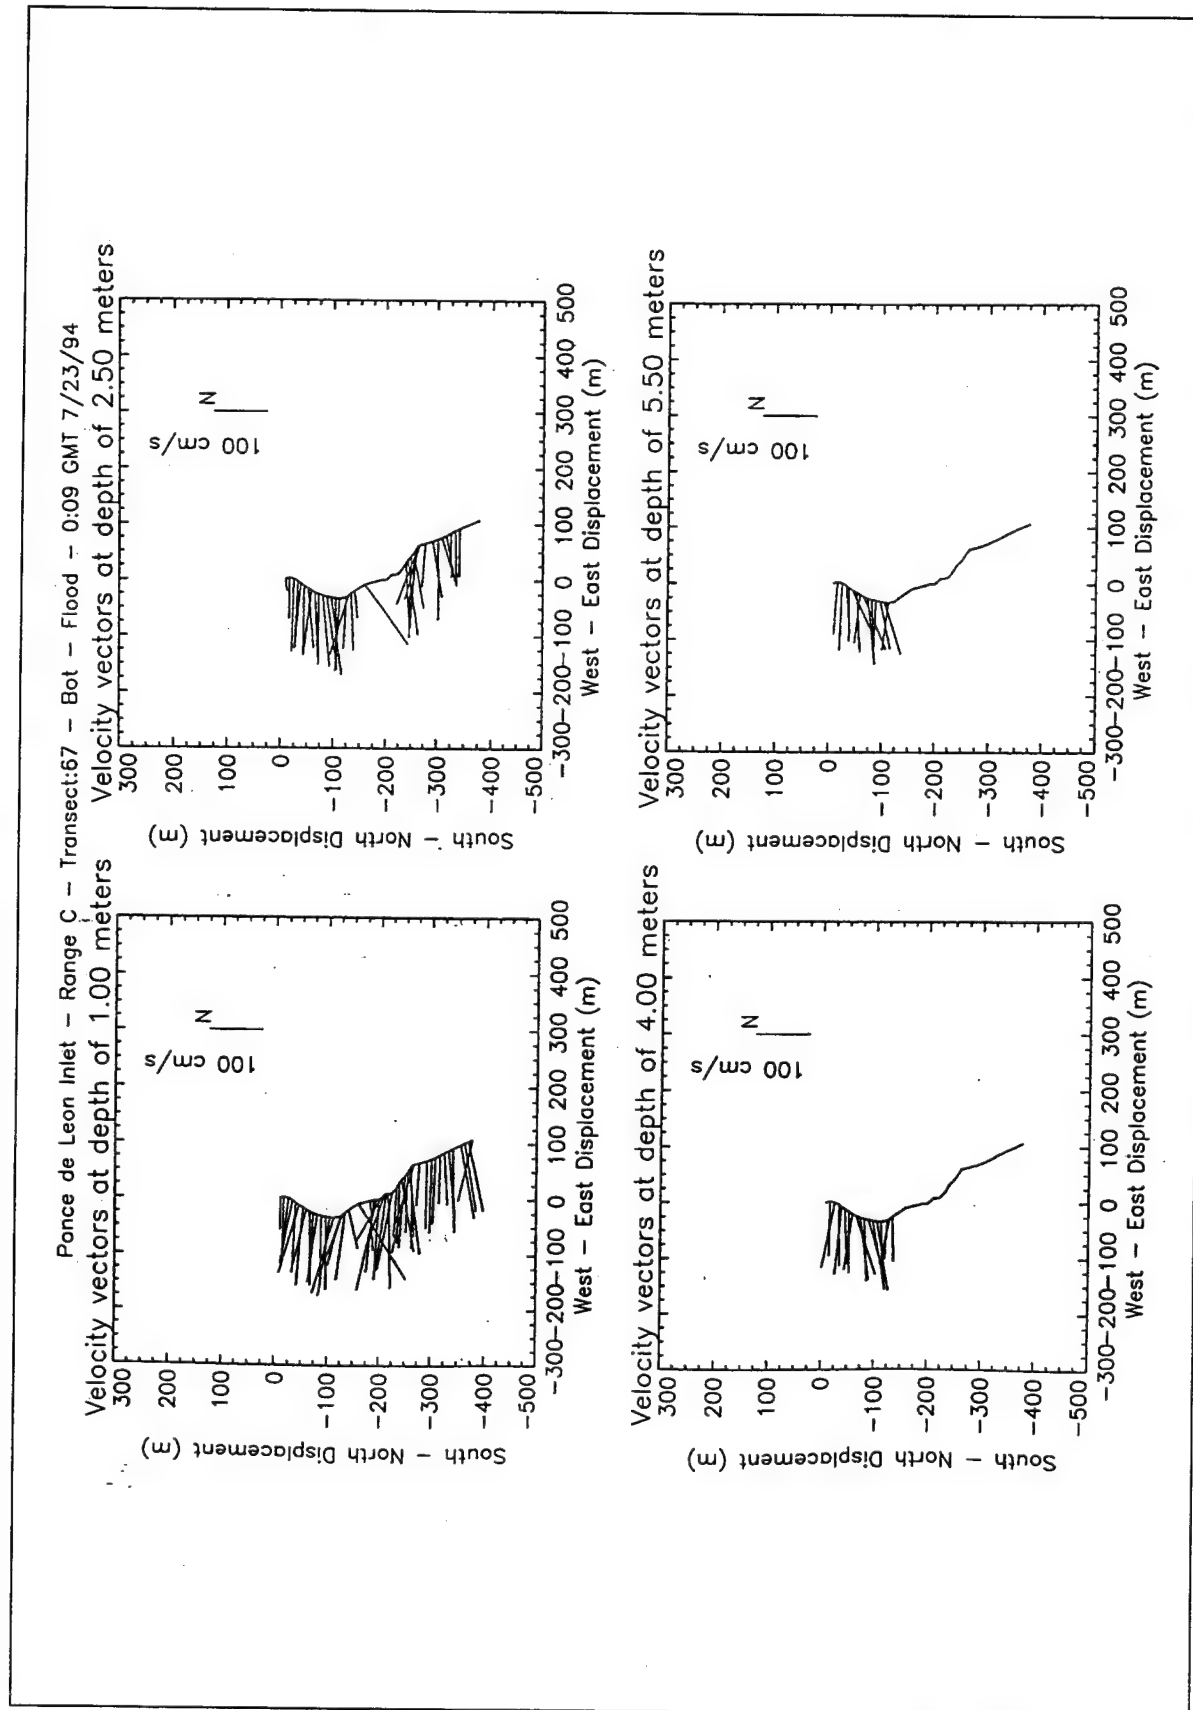 Ponce de Leon Inlet - Range C - Transect:67 - Bot - Flood - 0:09 GMT 7/23/94
Velocity vectors at depth of 1.00 meters
300
200
100
0
-100
-200
-300
-400
-500
South - North Displacement (m)
N
100 cm/s
-300-200-100 0 100 200 300 400 500
West - East Displacement (m)
Velocity vectors at depth of 2.50 meters
300
200
100
0
-100
-200
-300
-400
-500
South - North Displacement (m)
N
100 cm/s
-300-200-100 0 100 200 300 400 500
West - East Displacement (m)
Velocity vectors at depth of 4.00 meters
300
200
100
0
-100
-200
-300
-400
-500
South - North Displacement (m)
N
100 cm/s
-300-200-100 0 100 200 300 400 500
West - East Displacement (m)
Velocity vectors at depth of 5.50 meters
300
200
100
0
-100
-200
-300
-400
-500
South - North Displacement (m)
N
100 cm/s
-300-200-100 0 100 200 300 400 500
West - East Displacement (m)